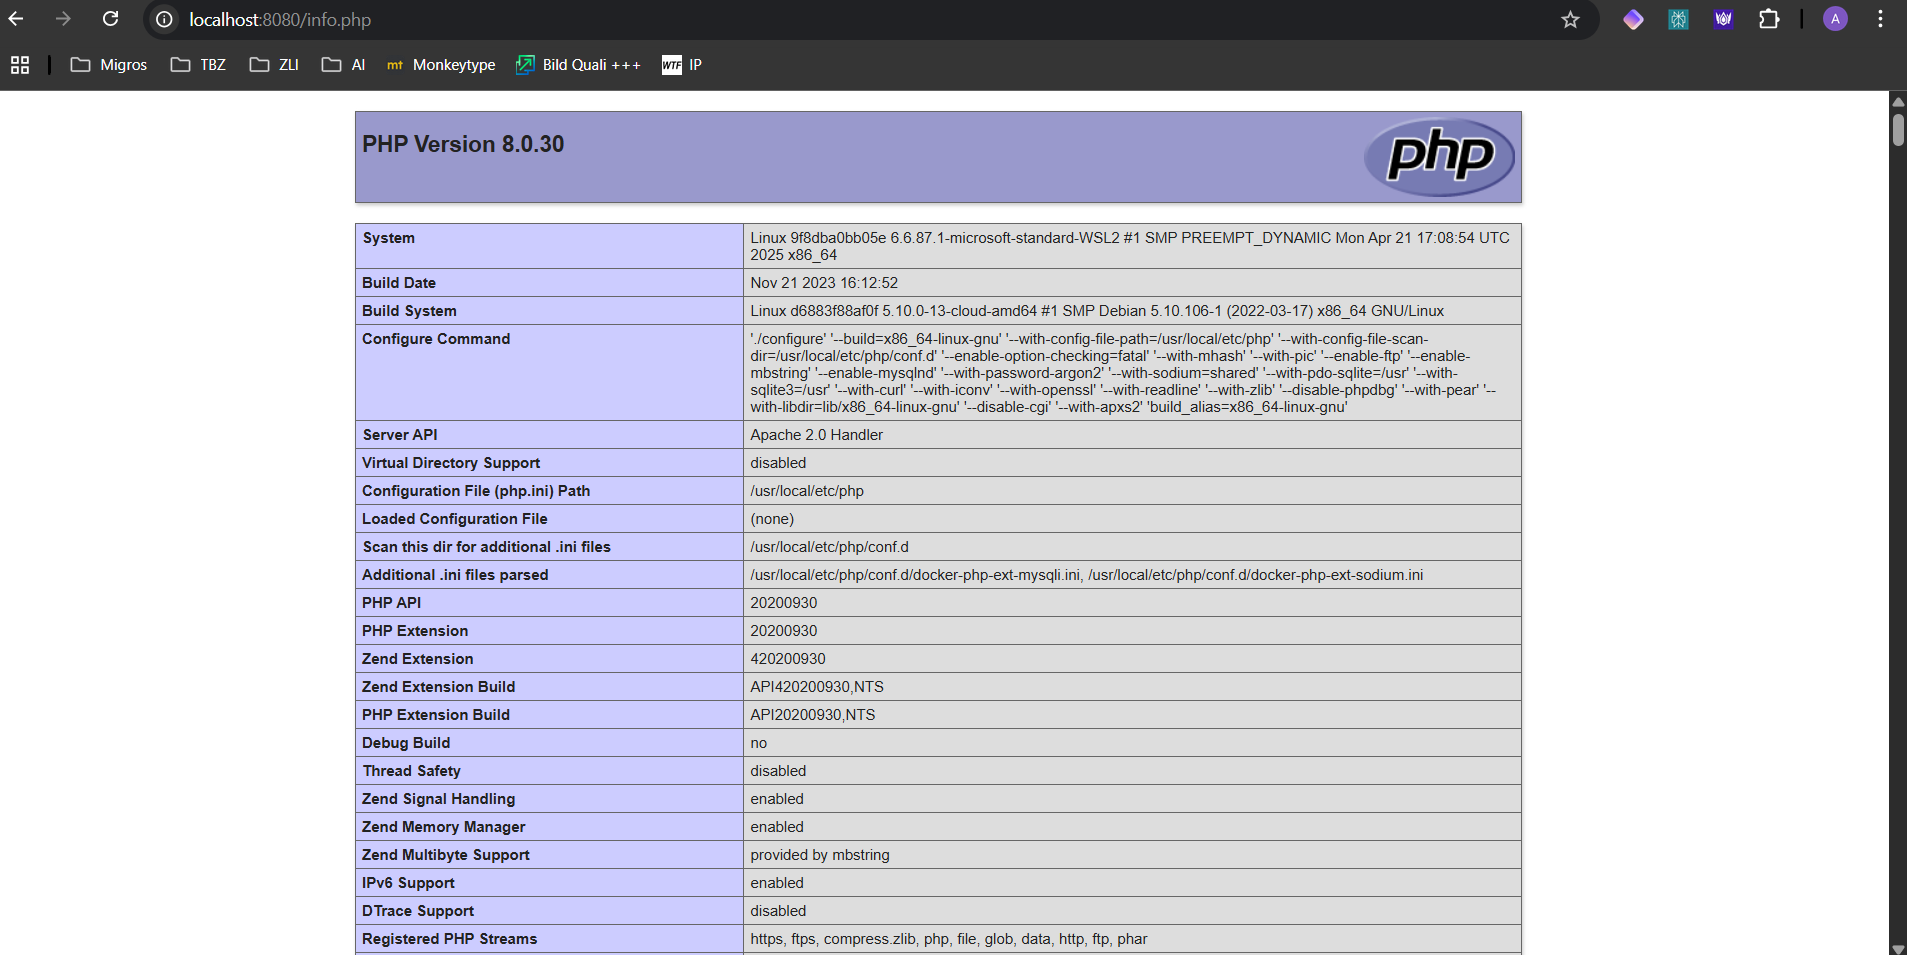 localhost:8080/info.php
A
Migros TBZ ZLI AI mt Monkeytype Bild Quali +++ WTF IP
PHP Version 8.0.30
php
System Linux 9f8dba0bb05e 6.6.87.1-microsoft-standard-WSL2 #1 SMP PREEMPT_DYNAMIC Mon Apr 21 17:08:54 UTC
2025 x86_64
Build Date Nov 21 2023 16:12:52
Build System Linux d6883f88af0f 5.10.0-13-cloud-amd64 #1 SMP Debian 5.10.106-1 (2022-03-17) x86_64 GNU/Linux
Configure Command './configure' '--build=x86_64-linux-gnu' '--with-config-file-path=/usr/local/etc/php' '--with-config-file-scan-
dir=/usr/local/etc/php/conf.d' '--enable-option-checking=fatal' '--with-mhash' '--with-pic' '--enable-ftp' '--enable-
mbstring' '--enable-mysqlnd' '--with-password-argon2' '--with-sodium=shared' '--with-pdo-sqlite=/usr' '--with-
sqlite3=/usr' '--with-curl' '--with-iconv' '--with-openssl' '--with-readline' '--with-zlib' '--disable-phpdbg' '--with-pear' '--
with-libdir=lib/x86_64-linux-gnu' '--disable-cgi' '--with-apxs2' 'build_alias=x86_64-linux-gnu'
Server API Apache 2.0 Handler
Virtual Directory Support disabled
Configuration File (php.ini) Path /usr/local/etc/php
Loaded Configuration File (none)
Scan this dir for additional .ini files /usr/local/etc/php/conf.d
Additional .ini files parsed /usr/local/etc/php/conf.d/docker-php-ext-mysqli.ini, /usr/local/etc/php/conf.d/docker-php-ext-sodium.ini
PHP API 20200930
PHP Extension 20200930
Zend Extension 420200930
Zend Extension Build API420200930,NTS
PHP Extension Build API20200930,NTS
Debug Build no
Thread Safety disabled
Zend Signal Handling enabled
Zend Memory Manager enabled
Zend Multibyte Support provided by mbstring
IPv6 Support enabled
DTrace Support disabled
Registered PHP Streams https, ftps, compress.zlib, php, file, glob, data, http, ftp, phar